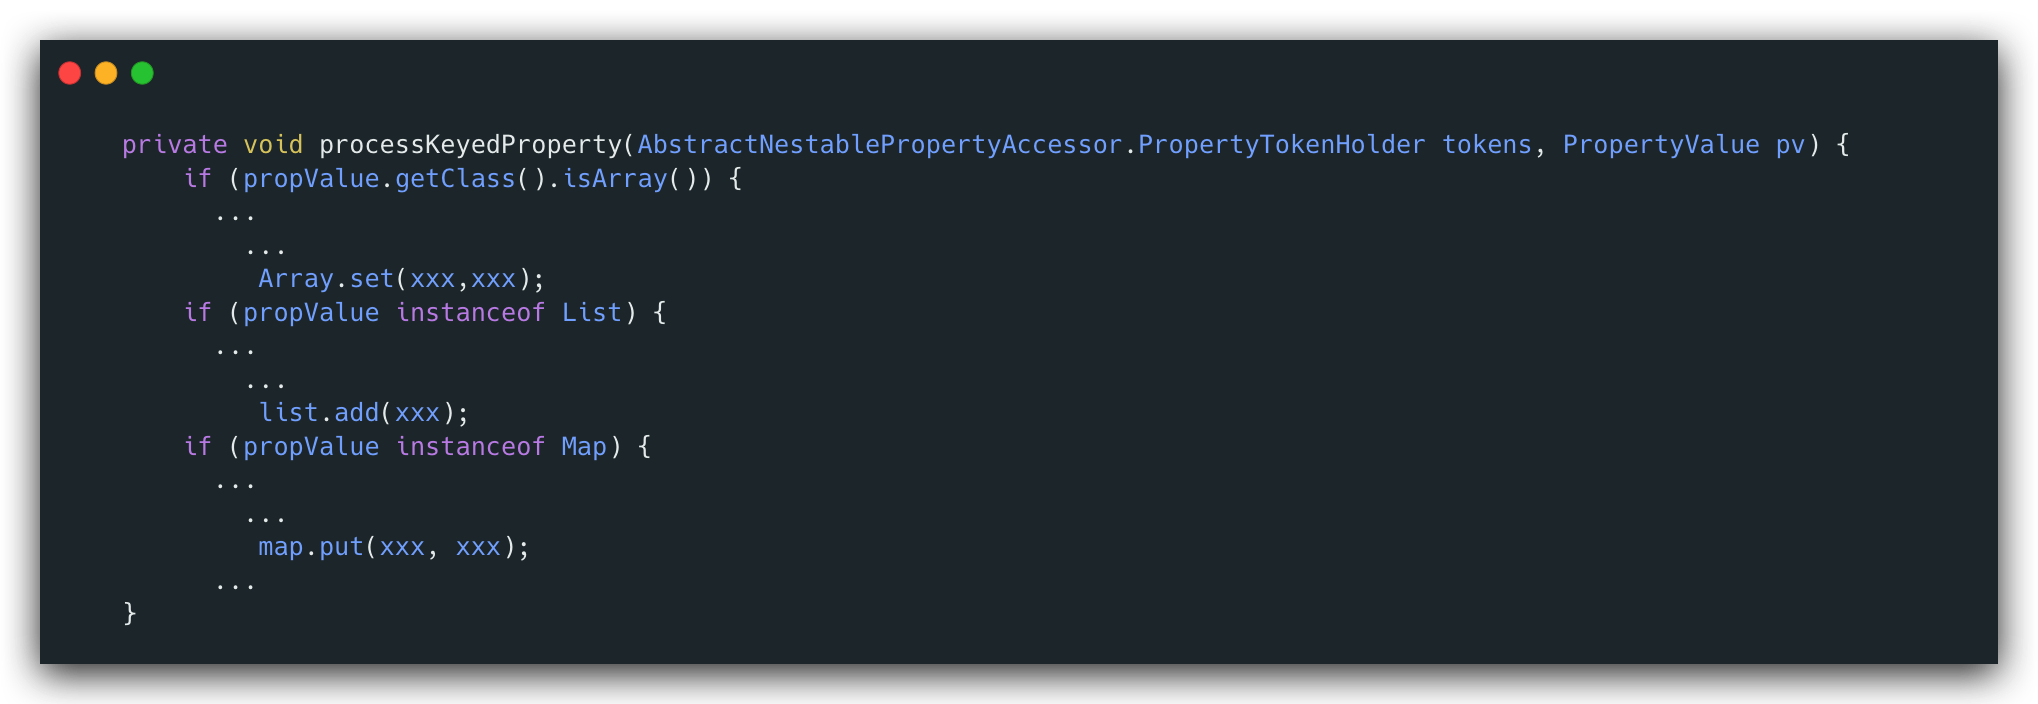 private void processKeyedProperty(AbstractNestablePropertyAccessor.PropertyTokenHolder tokens, PropertyValue pv) {
    if (propValue.getClass().isArray()) {
      ...
        ...
         Array.set(xxx,xxx);
    if (propValue instanceof List) {
      ...
        ...
         list.add(xxx);
    if (propValue instanceof Map) {
      ...
        ...
         map.put(xxx, xxx);
      ...
}